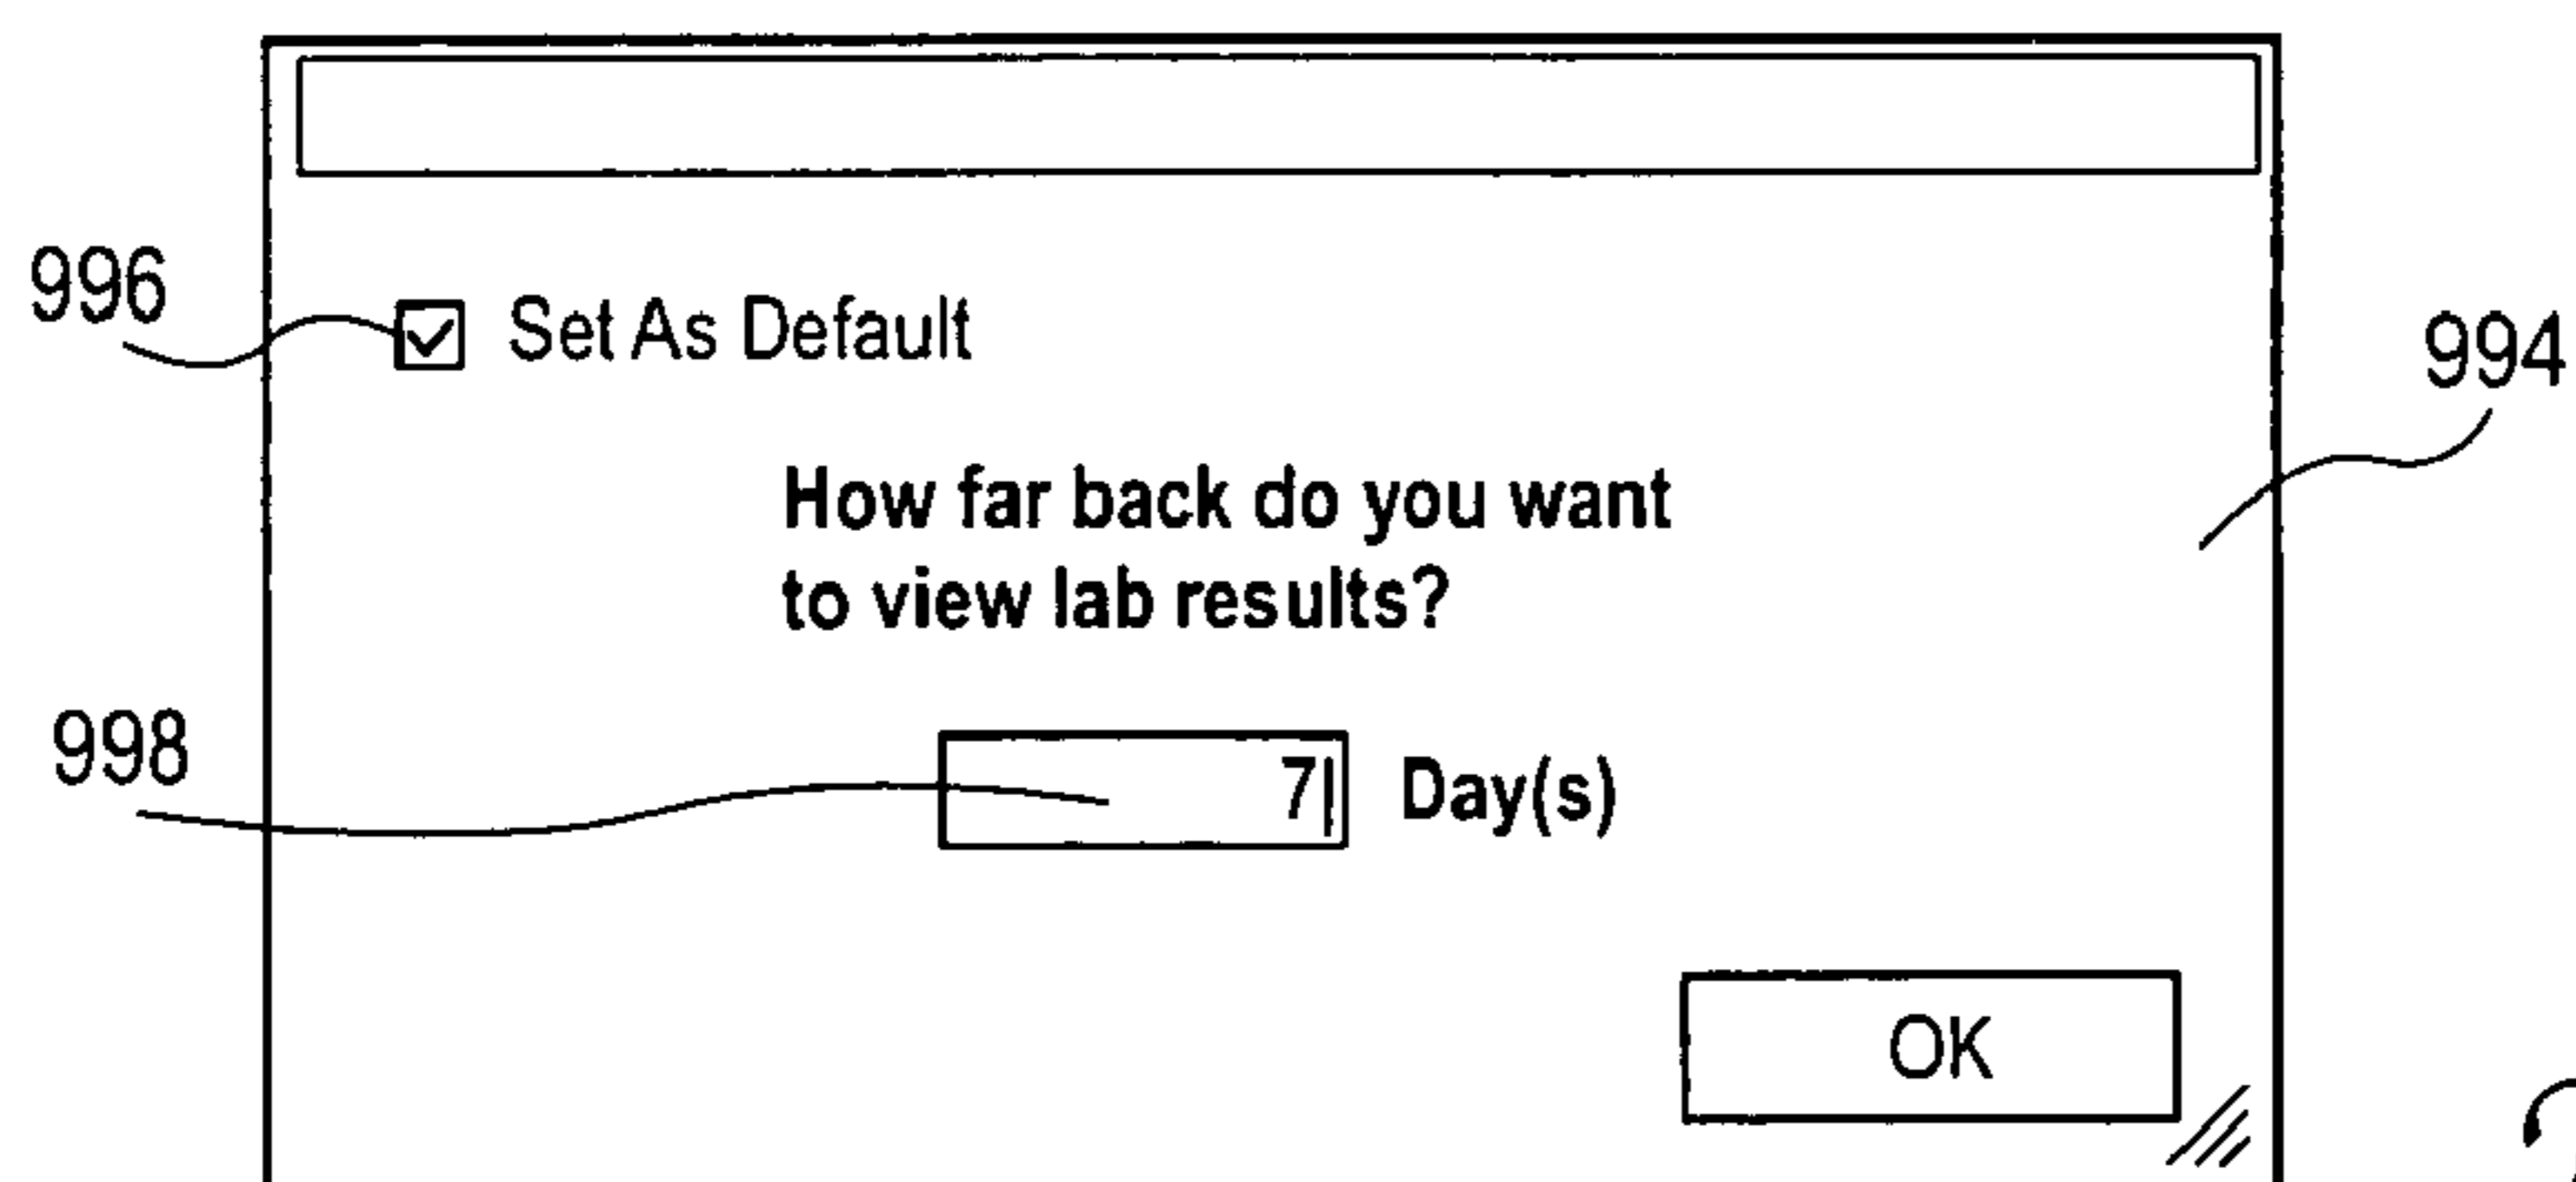 996
Set As Default
994
How far back do you want
to view lab results?
998
7 Day(s)
OK